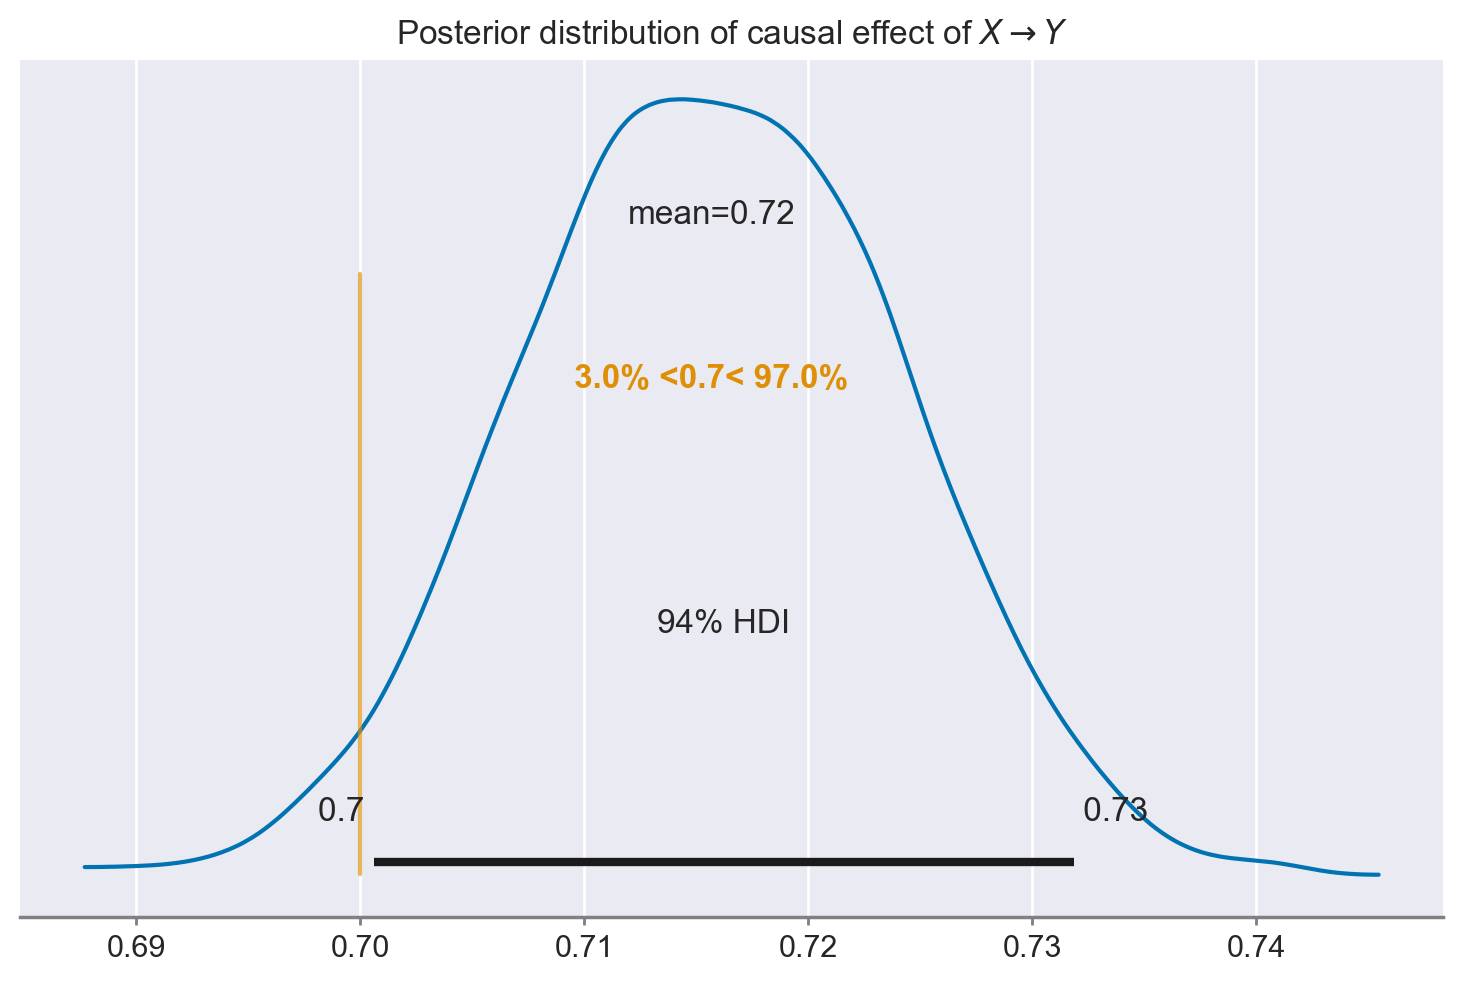 Posterior distribution of causal effect of X → Y
mean=0.72
3.0% <0.7< 97.0%
94% HDI
0.7 0.73
0.69 0.70 0.71 0.72 0.73 0.74